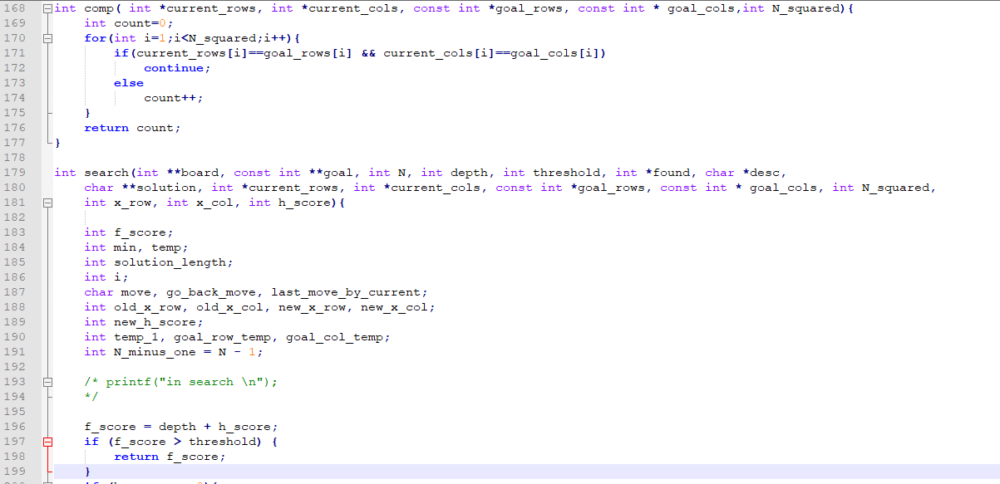 168 int comp( int *current_rows, int *current_cols, const int *goal_rows, const int * goal_cols,int N_squared){
169 int count=0;
170 for(int i=1;i<N_squared;i++){
171 if(current_rows[i]==goal_rows[i] && current_cols[i]==goal_cols[i])
172 continue;
173 else
174 count++;
175 }
176 return count;
177 }
178
179 int search(int **board, const int **goal, int N, int depth, int threshold, int *found, char *desc,
180 char **solution, int *current_rows, int *current_cols, const int *goal_rows, const int * goal_cols, int N_squared,
181 int x_row, int x_col, int h_score){
182
183 int f_score;
184 int min, temp;
185 int solution_length;
186 int i;
187 char move, go_back_move, last_move_by_current;
188 int old_x_row, old_x_col, new_x_row, new_x_col;
189 int new_h_score;
190 int temp_1, goal_row_temp, goal_col_temp;
191 int N_minus_one = N - 1;
192
193 /* printf("in search \n");
194 */
195
196 f_score = depth + h_score;
197 if (f_score > threshold) {
198 return f_score;
199 }